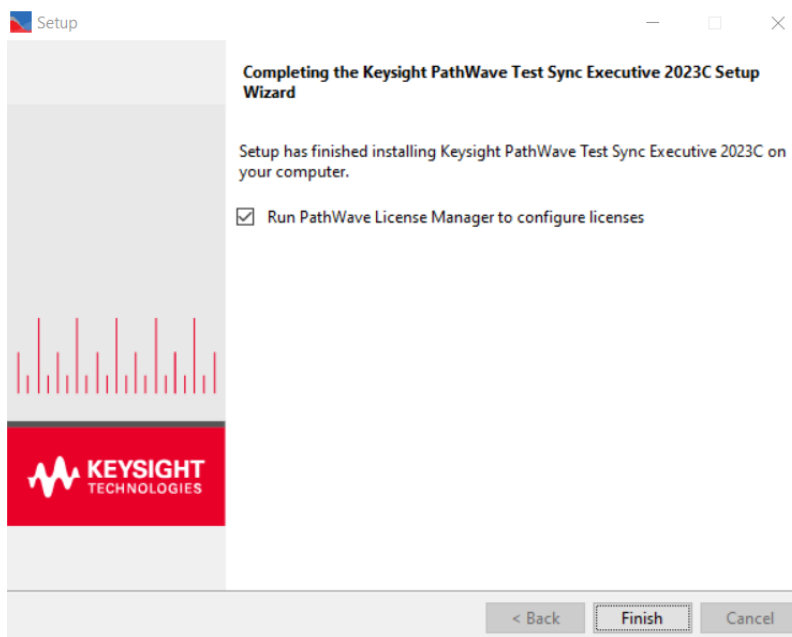 Setup
Completing the Keysight PathWave Test Sync Executive 2023C Setup
Wizard
Setup has finished installing Keysight PathWave Test Sync Executive 2023C on
your computer.
Run PathWave License Manager to configure licenses
KEYSIGHT
TECHNOLOGIES
< Back
Finish
Cancel